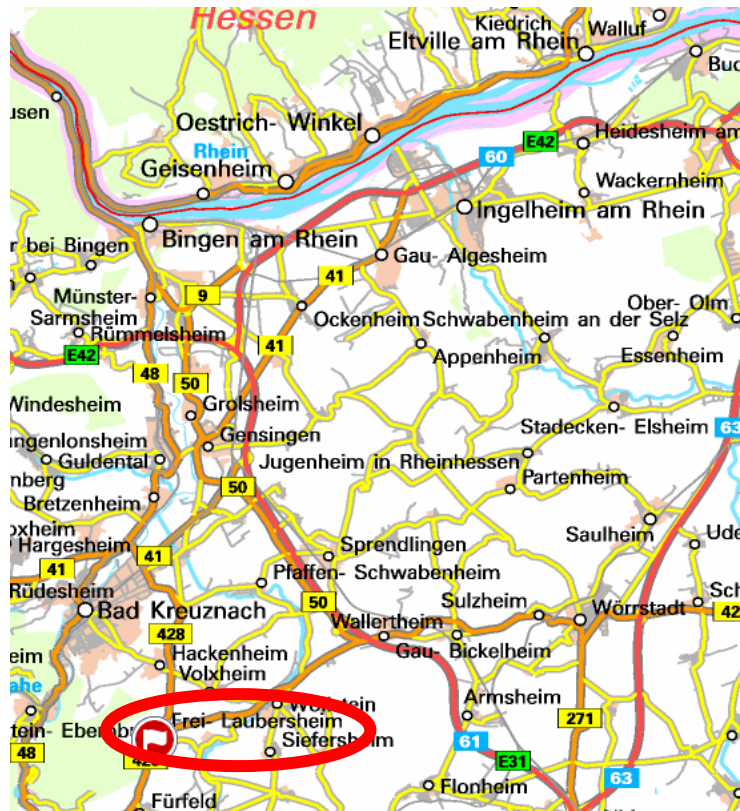 Hessen
Kiedrich
Walluf
Eltville am Rhein
Bud
usen
Oestrich- Winkel
E42
Heidesheim am
Rhein
60
Geisenheim
Wackernheim
Ingelheim am Rhein
Bingen am Rhein
r bei Bingen
Gau- Algesheim
41
Münster-
9
Ober- Olm
Sarmsheim
Ockenheim
Schwabenheim an der Selz
Rümmelsheim
E42
41
Appenheim
Essenheim
48
50
Windesheim
Grolsheim
Stadecken- Elsheim
63
angenlonsheim
Gensingen
Guldental
Jugenheim in Rheinhessen
nberg
50
Partenheim
Bretzenheim
oxheim
Saulheim
Ude
Hargesheim
41
Sprendlingen
41
Pfaffen- Schwabenheim
Rüdesheim
50
Sulzheim
Sch
Bad Kreuznach
Wörrstadt
42
428
Wallertheim
Gau- Bickelheim
eim
Hackenheim
Volxheim
ahe
Armsheim
Frei- Laubersheim
271
tein- Ebernbu
61
Siefersheim
48
E31
63
Flonheim
Fürfeld